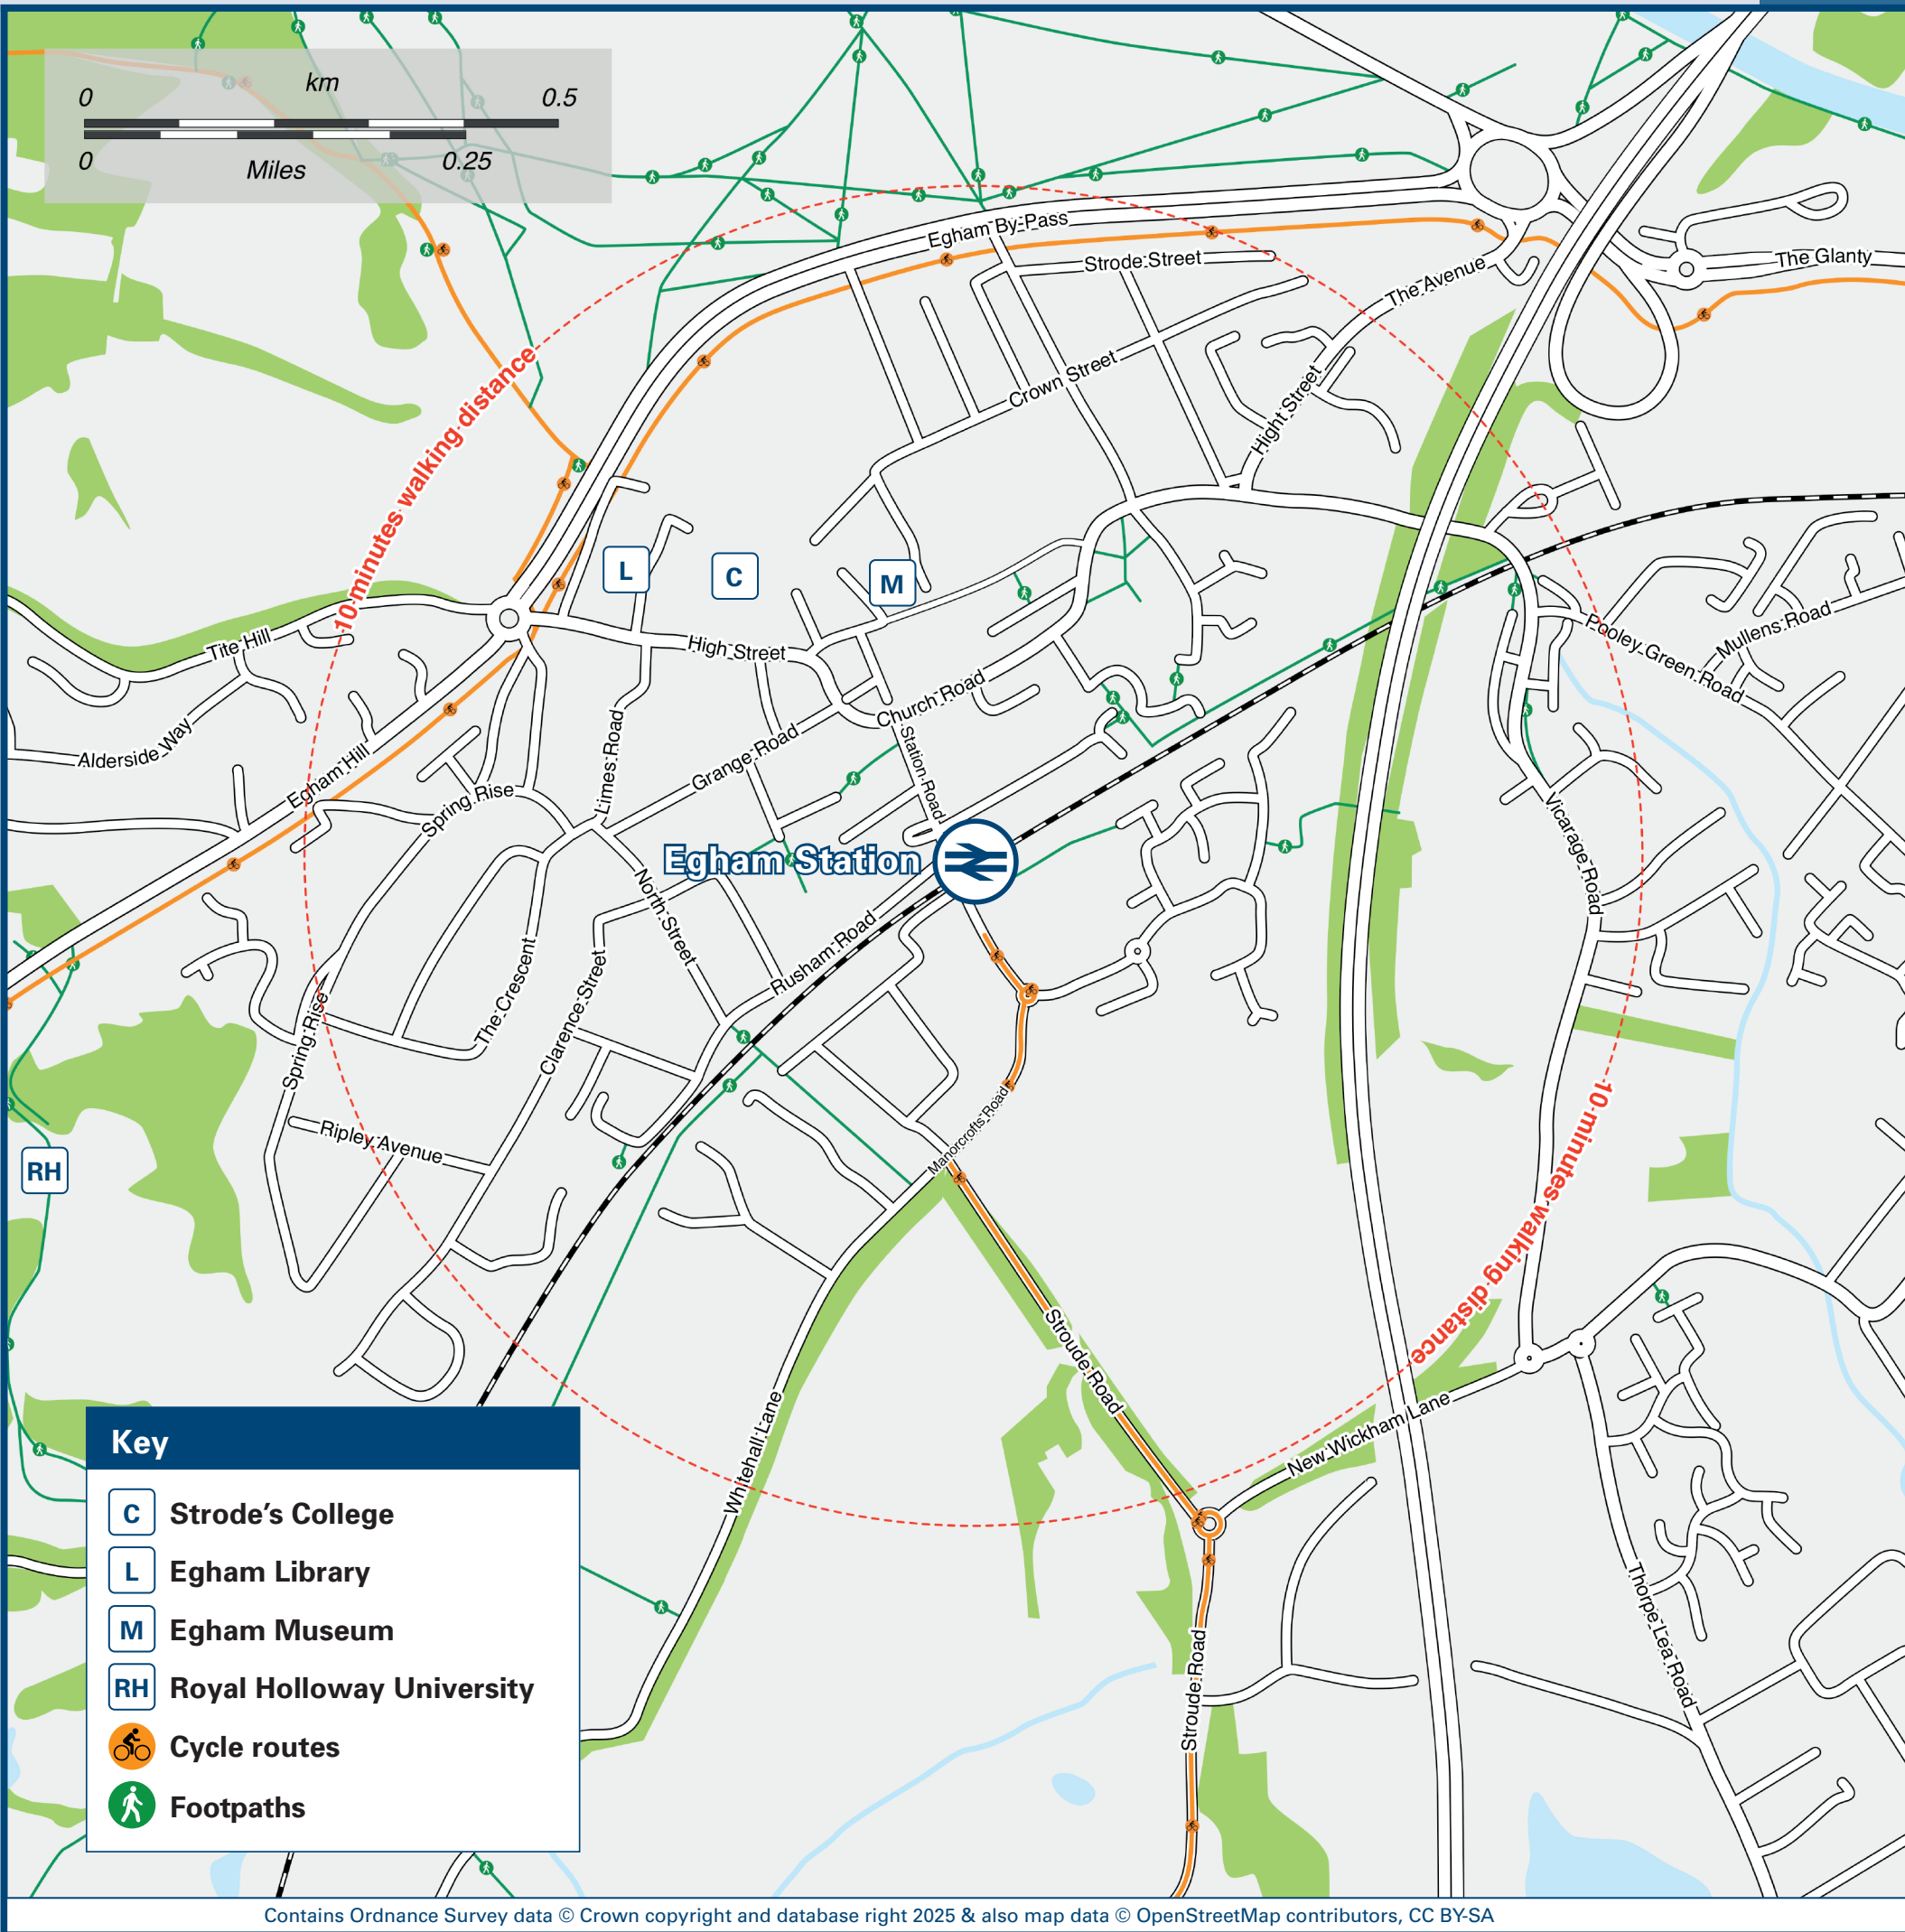 km
0 0.5
0 0.25
Miles
Egham By-Pass
Strode Street
The Avenue
The Glanty
Crown Street
Hight Street
10 minutes walking distance
L
C
M
Tite Hill
High Street
Pooley Green Road
Mullens Road
Church Road
Alderside Way
Station Road
Grange Road
Limes Road
Egham Hill
Spring Rise
Vicarage Road
Egham Station
North Street
Rusham Road
The Crescent
Clarence Street
Spring Rise
Manorcrofts Road
Ripley Avenue
RH
10 minutes walking distance
Stroude Road
New Wickham Lane
Whitehall Lane
Thorpe Lea Road
Stroude Road
Key
C Strode’s College
L Egham Library
M Egham Museum
RH Royal Holloway University
Cycle routes
Footpaths
Contains Ordnance Survey data © Crown copyright and database right 2025 & also map data © OpenStreetMap contributors, CC BY-SA